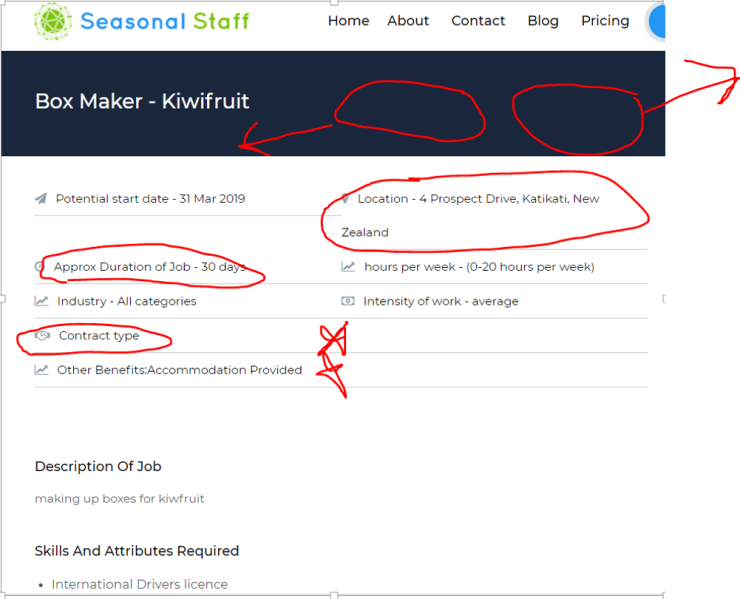 Seasonal Staff Home About Contact Blog Pricing
Box Maker - Kiwifruit
Potential start date - 31 Mar 2019 Location - 4 Prospect Drive, Katikati, New
Zealand
Approx Duration of Job - 30 days hours per week - (0-20 hours per week)
Industry - All categories Intensity of work - average
Contract type
Other Benefits:Accommodation Provided
Description Of Job
making up boxes for kiwfruit
Skills And Attributes Required
• International Drivers licence